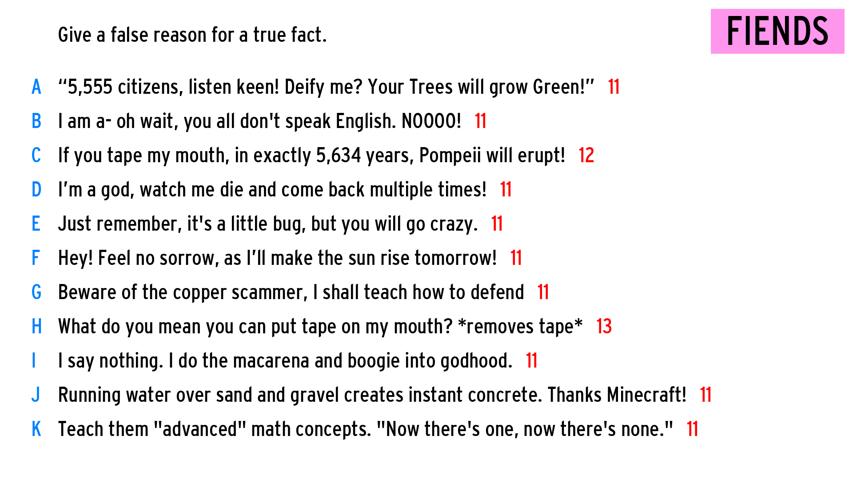 Give a false reason for a true fact.
FIENDS
A “5,555 citizens, listen keen! Deify me? Your Trees will grow Green!” 11
B I am a- oh wait, you all don't speak English. NOOOO! 11
C If you tape my mouth, in exactly 5,634 years, Pompeii will erupt! 12
D I’m a god, watch me die and come back multiple times! 11
E Just remember, it's a little bug, but you will go crazy. 11
F Hey! Feel no sorrow, as I’ll make the sun rise tomorrow! 11
G Beware of the copper scammer, I shall teach how to defend 11
H What do you mean you can put tape on my mouth? *removes tape* 13
I I say nothing. I do the macarena and boogie into godhood. 11
J Running water over sand and gravel creates instant concrete. Thanks Minecraft! 11
K Teach them "advanced" math concepts. "Now there's one, now there's none." 11